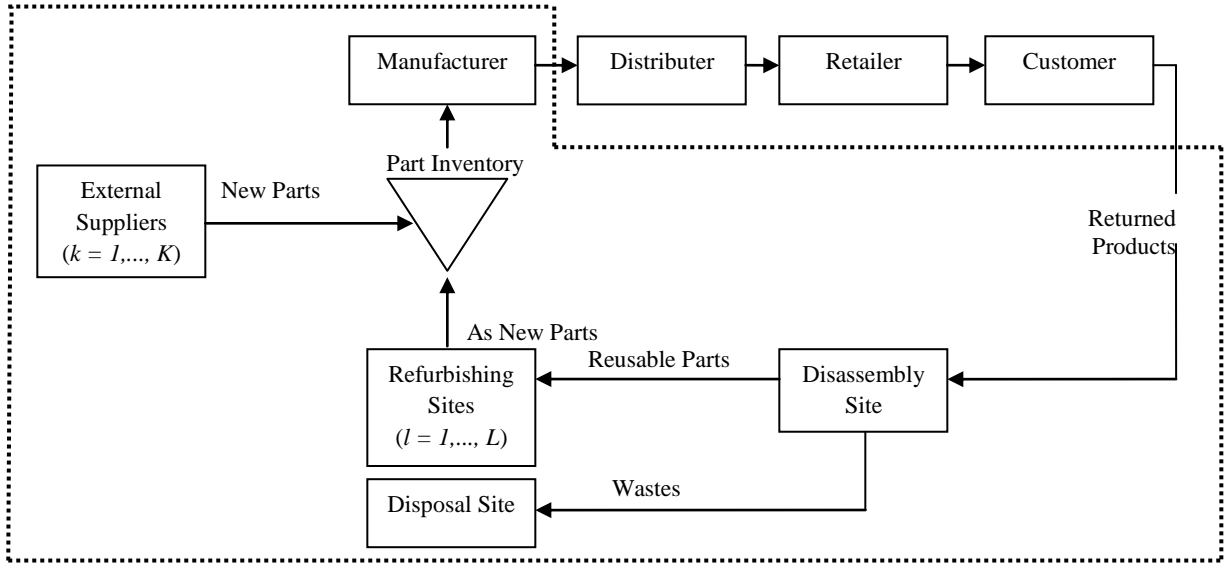 Manufacturer
Distributer
Retailer
Customer
Part Inventory
External
Suppliers
(k = 1,..., K)
New Parts
Returned
Products
As New Parts
Refurbishing
Sites
(l = 1,..., L)
Reusable Parts
Disassembly
Site
Wastes
Disposal Site